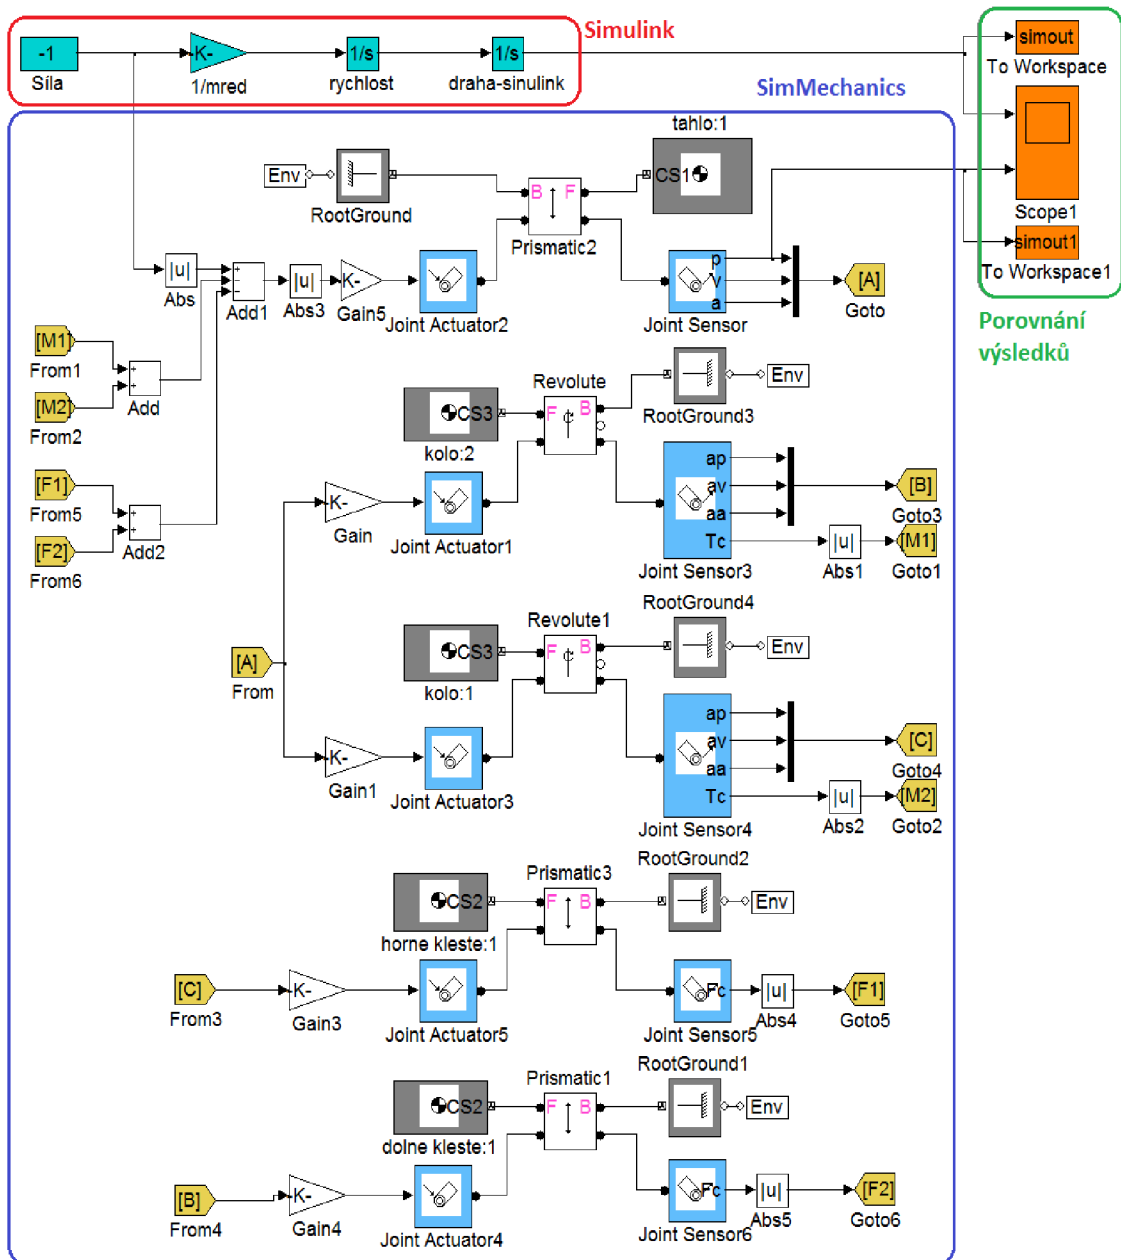 Simulink
-1
Síla
K-
1/mred
1/s
rychlost
1/s
draha-sinulink
simout
To Workspace
SimMechanics
Scope1
simout1
To Workspace1
Porovnání
výsledků
Env
RootGround
B F
Prismatic2
tahlo:1
CS1
|u|
Abs
+
−
−
Add1
|u|
Abs3
K-
Gain5
Joint Actuator2
p
v
a
Joint Sensor
[A]
Goto
[M1]
From1
[M2]
From2
+
+
Add
[F1]
From5
[F2]
From6
+
+
Add2
CS3
kolo:2
Revolute
F B
RootGround3
Env
K-
Gain
Joint Actuator1
ap
av
aa
Tc
Joint Sensor3
[B]
Goto3
|u|
Abs1
[M1]
Goto1
[A]
From
CS3
kolo:1
Revolute1
F B
RootGround4
Env
K-
Gain1
Joint Actuator3
ap
av
aa
Tc
Joint Sensor4
[C]
Goto4
|u|
Abs2
[M2]
Goto2
CS2
horne kleste:1
Prismatic3
F B
RootGround2
Env
[C]
From3
K-
Gain3
Joint Actuator5
Fc
Joint Sensor5
|u|
Abs4
[F1]
Goto5
CS2
dolne kleste:1
Prismatic1
F B
RootGround1
Env
[B]
From4
K-
Gain4
Joint Actuator4
Fc
Joint Sensor6
|u|
Abs5
[F2]
Goto6